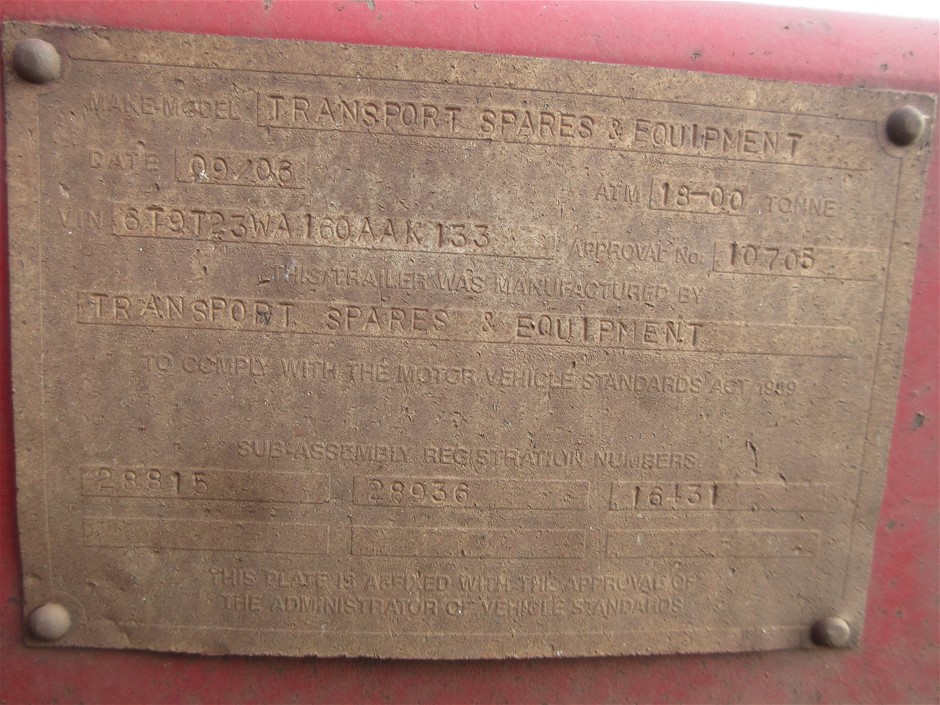 MAKE-MODEL TRANSPORT SPARES & EQUIPMENT
DATE 09/06
ATM 18-00 TONNE
VIN 6T9T23WA160AAK133
APPROVAL No. 10705
THIS TRAILER WAS MANUFACTURED BY
TRANSPORT SPARES & EQUIPMENT
TO COMPLY WITH THE MOTOR VEHICLE STANDARDS ACT 1989
SUB-ASSEMBLY REGISTRATION NUMBERS
28815 28936 16431
THIS PLATE IS AFFIXED WITH THE APPROVAL OF
THE ADMINISTRATOR OF VEHICLE STANDARDS